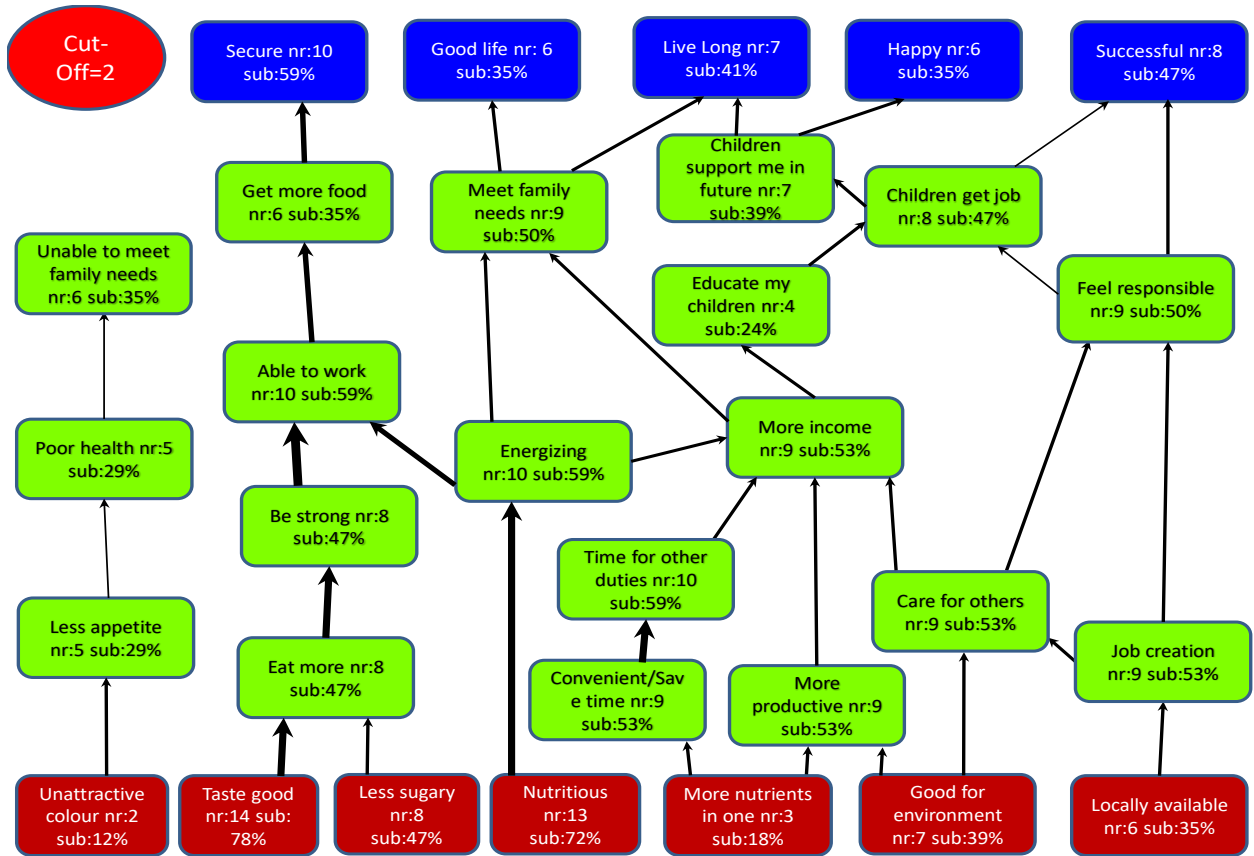 Cut-
Off=2
Secure nr:10
sub:59%
Good life nr: 6
sub:35%
Live Long nr:7
sub:41%
Happy nr:6
sub:35%
Successful nr:8
sub:47%
Get more food
nr:6 sub:35%
Meet family
needs nr:9
sub:50%
Children
support me in
future nr:7
sub:39%
Children get job
nr:8 sub:47%
Unable to meet
family needs
nr:6 sub:35%
Educate my
children nr:4
sub:24%
Feel responsible
nr:9 sub:50%
Able to work
nr:10 sub:59%
Poor health nr:5
sub:29%
Energizing
nr:10 sub:59%
More income
nr:9 sub:53%
Be strong nr:8
sub:47%
Time for other
duties nr:10
sub:59%
Care for others
nr:9 sub:53%
Less appetite
nr:5 sub:29%
Eat more nr:8
sub:47%
Convenient/Sav
e time nr:9
sub:53%
More
productive nr:9
sub:53%
Job creation
nr:9 sub:53%
Unattractive
colour nr:2
sub:12%
Taste good
nr:14 sub:
78%
Less sugary
nr:8
sub:47%
Nutritious
nr:13
sub:72%
More nutrients
in one nr:3
sub:18%
Good for
environment
nr:7 sub:39%
Locally available
nr:6 sub:35%